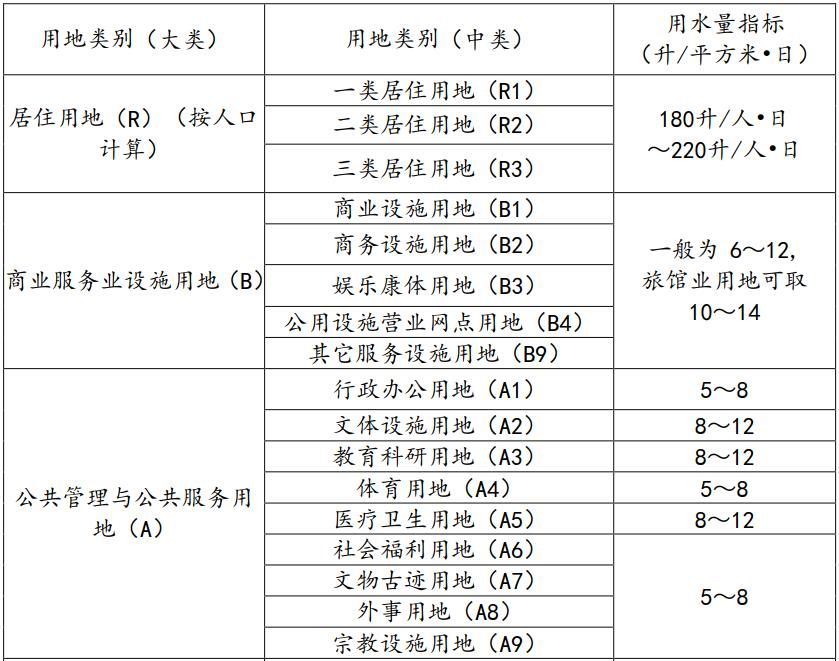 用地类别（大类）
用地类别（中类）
用水量指标
（升/平方米•日）
居住用地（R）（按人口
计算）
一类居住用地（R1）
二类居住用地（R2）
三类居住用地（R3）
180升/人•日
～220升/人•日
商业服务业设施用地（B）
商业设施用地（B1）
商务设施用地（B2）
娱乐康体用地（B3）
公用设施营业网点用地（B4）
其它服务设施用地（B9）
一般为 6～12,
旅馆业用地可取
10～14
公共管理与公共服务用
地（A）
行政办公用地（A1）
5～8
文体设施用地（A2）
8～12
教育科研用地（A3）
8～12
体育用地（A4）
5～8
医疗卫生用地（A5）
8～12
社会福利用地（A6）
文物古迹用地（A7）
外事用地（A8）
宗教设施用地（A9）
5～8